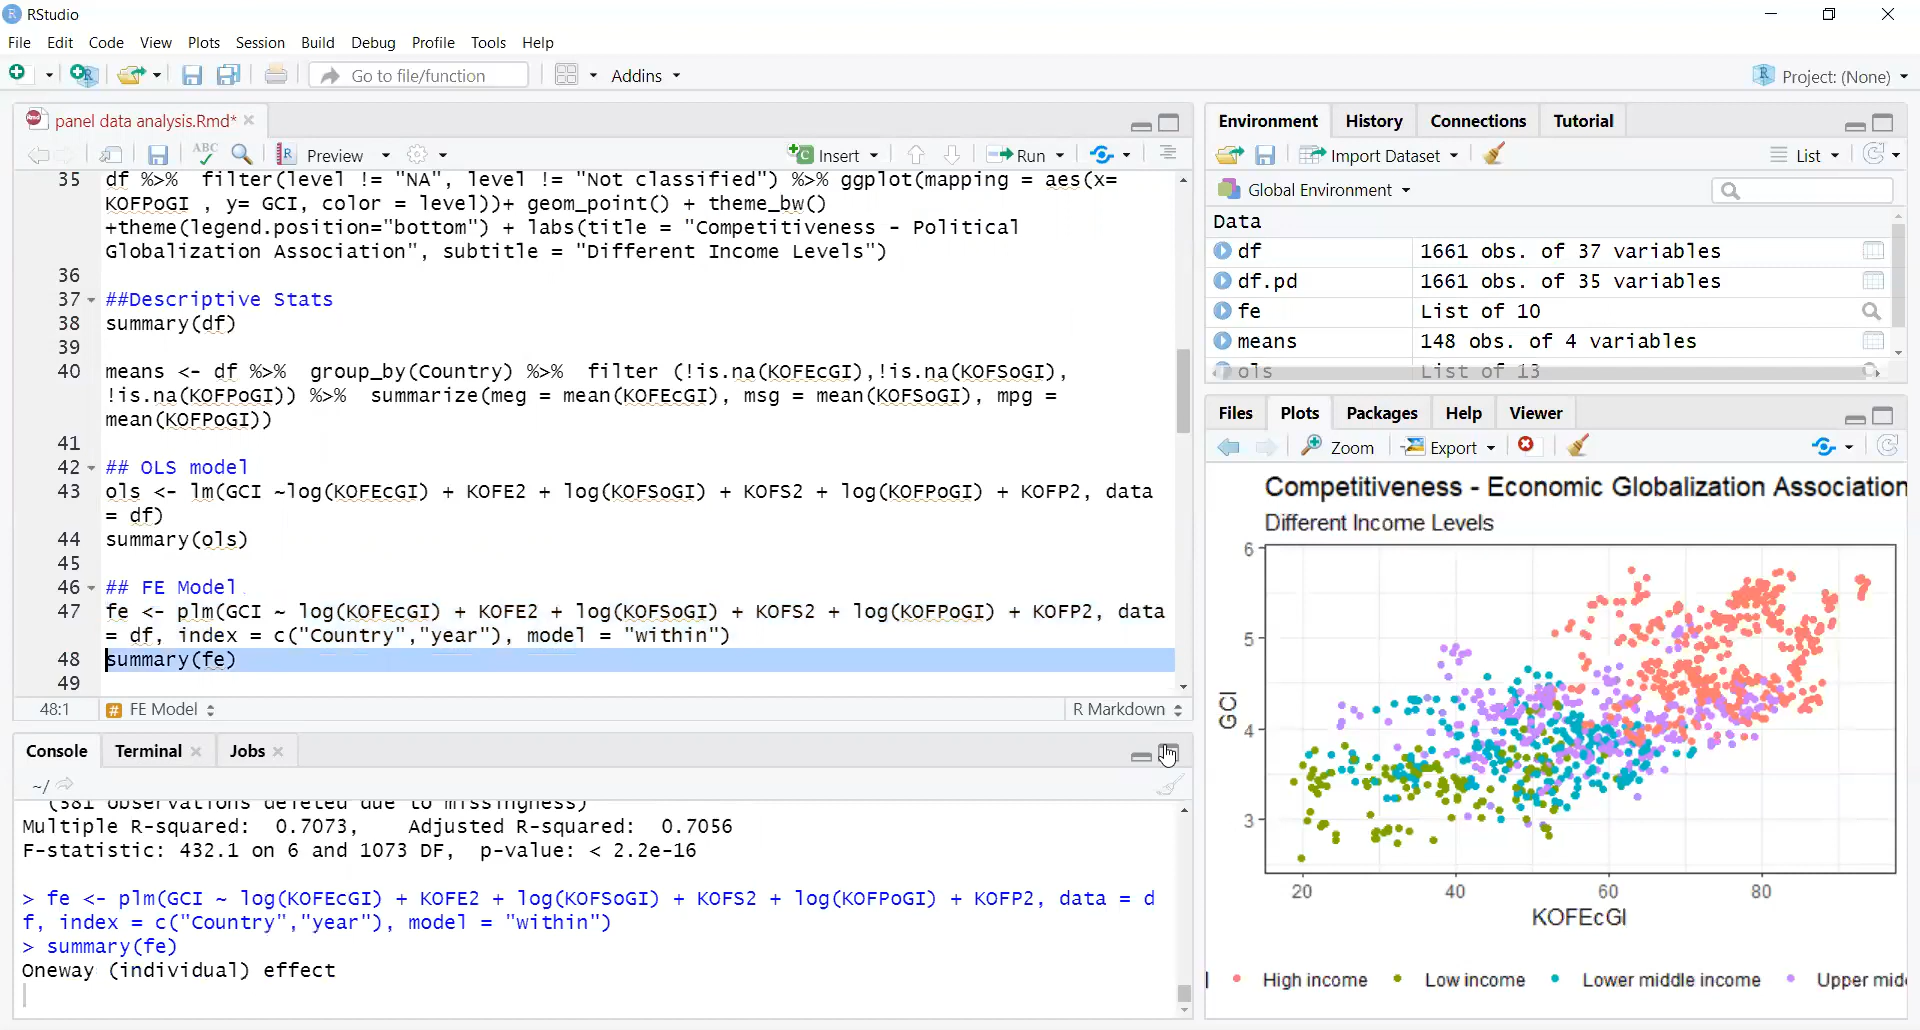 RStudio
File Edit Code View Plots Session Build Debug Profile Tools Help
Go to file/function Addins Project: (None)
panel data analysis.Rmd*
ABC Preview Insert Run
35 df %>% filter(level != "NA", level != "Not classified") %>% ggplot(mapping = aes(x=
KOFPoGI , y= GCI, color = level))+ geom_point() + theme_bw()
+theme(legend.position="bottom") + labs(title = "Competitiveness - Political
Globalization Association", subtitle = "Different Income Levels")
36
37 ##Descriptive Stats
38 summary(df)
39
40 means <- df %>% group_by(Country) %>% filter (!is.na(KOFEcGI),!is.na(KOFSoGI),
!is.na(KOFPoGI)) %>% summarize(meg = mean(KOFEcGI), msg = mean(KOFSoGI), mpg =
mean(KOFPoGI))
41
42 ## OLS model
43 ols <- lm(GCI ~log(KOFEcGI) + KOFE2 + log(KOFSoGI) + KOFS2 + log(KOFPoGI) + KOFP2, data
= df)
44 summary(ols)
45
46 ## FE Model
47 fe <- plm(GCI ~ log(KOFEcGI) + KOFE2 + log(KOFSoGI) + KOFS2 + log(KOFPoGI) + KOFP2, data
= df, index = c("Country","year"), model = "within")
48 summary(fe)
49
48:1 # FE Model R Markdown
Console Terminal Jobs
~/
(581 observations deleted due to missingness)
Multiple R-squared: 0.7073, Adjusted R-squared: 0.7056
F-statistic: 432.1 on 6 and 1073 DF, p-value: < 2.2e-16
> fe <- plm(GCI ~ log(KOFEcGI) + KOFE2 + log(KOFSoGI) + KOFS2 + log(KOFPoGI) + KOFP2, data = d
f, index = c("Country","year"), model = "within")
> summary(fe)
Oneway (individual) effect
Environment History Connections Tutorial
Import Dataset List
Global Environment
Data
df 1661 obs. of 37 variables
df.pd 1661 obs. of 35 variables
fe List of 10
means 148 obs. of 4 variables
ols List of 13
Files Plots Packages Help Viewer
Zoom Export
Competitiveness - Economic Globalization Association
Different Income Levels
6
5
4
3
GCI
20 40 60 80
KOFEcGI
High income Low income Lower middle income Upper mid